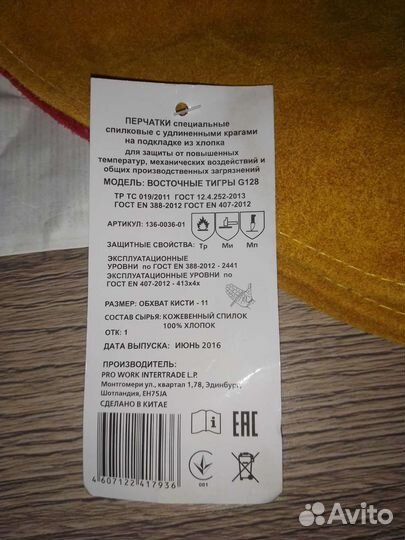 ПЕРЧАТКИ специальные
спилковые с удлиненными крагами
на подкладке из хлопка
для защиты от повышенных
температур, механических воздействий и
общих производственных загрязнений
МОДЕЛЬ: ВОСТОЧНЫЕ ТИГРЫ G128
ТР ТС 019/2011 ГОСТ 12.4.252-2013
ГОСТ EN 388-2012 ГОСТ EN 407-2012
АРТИКУЛ: 136-0036-01
ЗАЩИТНЫЕ СВОЙСТВА:
Тр Ми Мп
ЭКСПЛУАТАЦИОННЫЕ
УРОВНИ по ГОСТ EN 388-2012 - 2441
ЭКСПЛУАТАЦИОННЫЕ УРОВНИ по
ГОСТ EN 407-2012 - 413х4х
РАЗМЕР: ОБХВАТ КИСТИ - 11
СОСТАВ СЫРЬЯ: КОЖЕВЕННЫЙ СПИЛОК
100% ХЛОПОК
ОТК: 1
ДАТА ВЫПУСКА: ИЮНЬ 2016
ПРОИЗВОДИТЕЛЬ:
PRO WORK INTERTRADE L.P.
Монтгомери ул., квартал 1,78, Эдинбург,
Шотландия, EH75JA
СДЕЛАНО В КИТАЕ
EAC
001
4 607122 417936
Avito